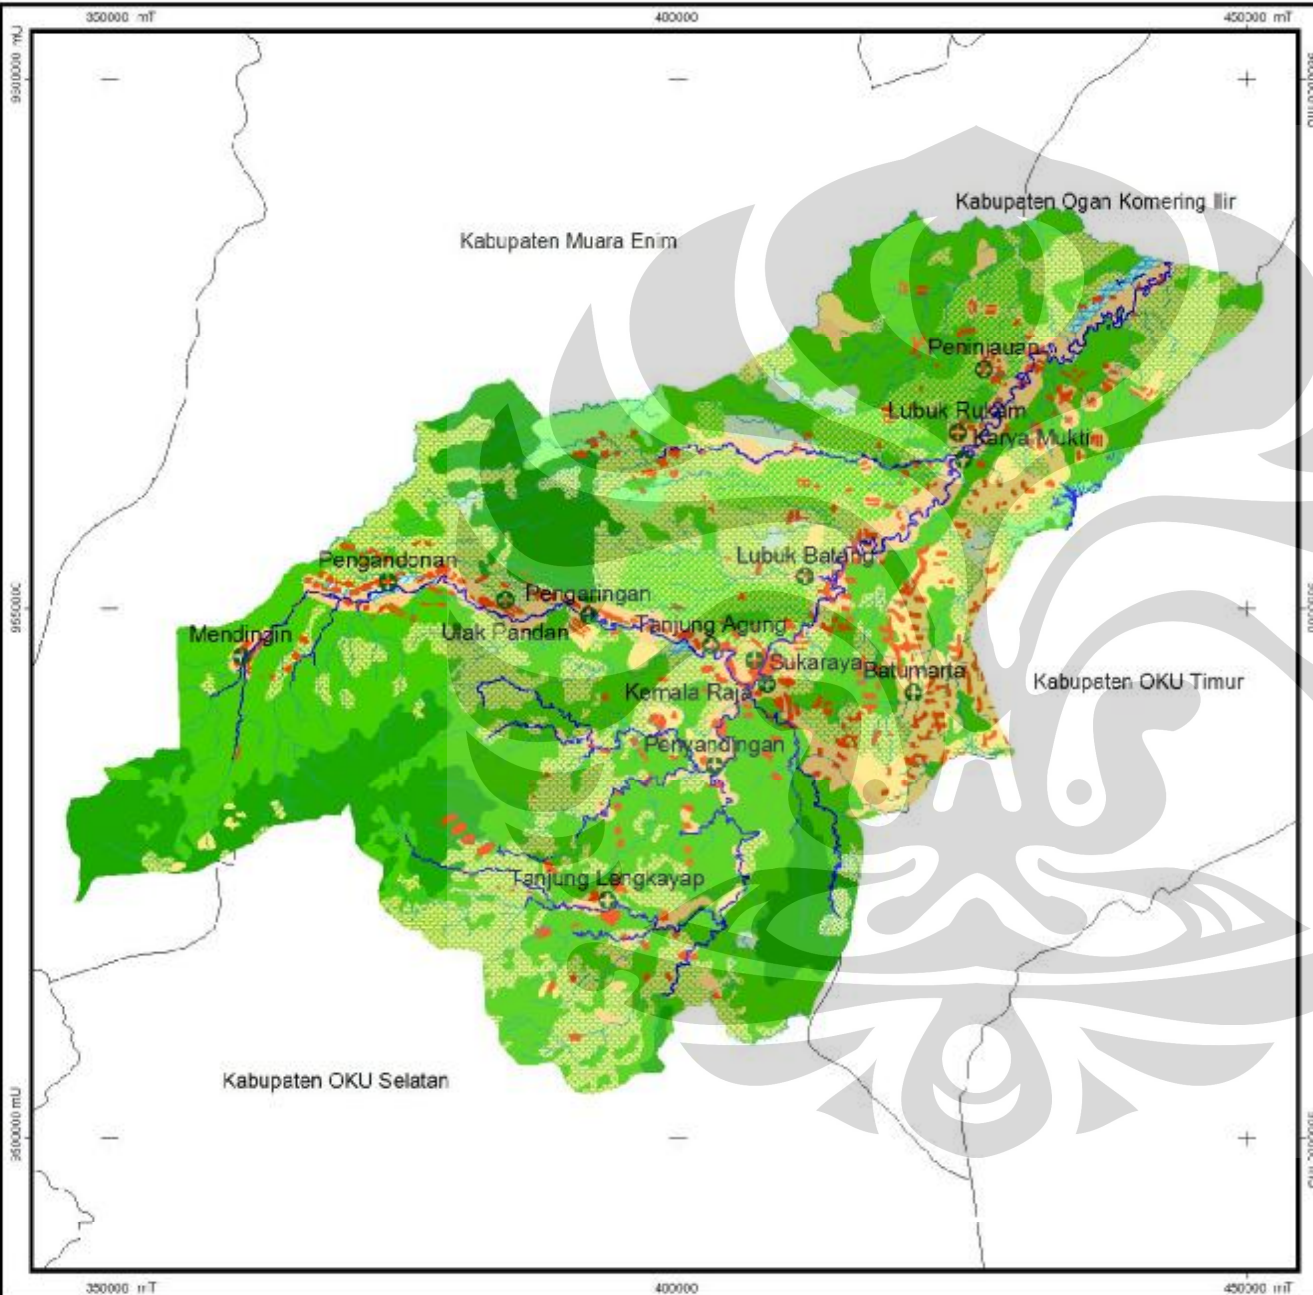 350000 mT
400000
450000 mT
Kabupaten Ogan Komering Ilir
Kabupaten Muara Enim
Peninjauan
Lubuk Rukam
Karya Mukti
Lubuk Batang
Pengandonan
Pengaringan
Ulak Pandan
Tanjung Agung
Mendingin
Sukaraya
Batumarta
Kemala Raja
Kabupaten OKU Timur
Penyandingan
Tanjung Lengkayap
Kabupaten OKU Selatan
350000 mT
400000
450000 mT